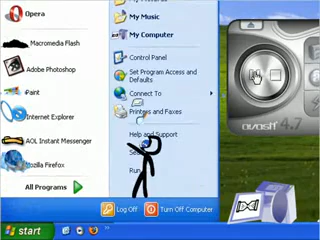 Opera
Macromedia Flash
Adobe Photoshop
Paint
Internet Explorer
AOL Instant Messenger
Mozilla Firefox
All Programs
My Music
My Computer
Control Panel
Set Program Access and
Defaults
Connect To
Printers and Faxes
Help and Support
Log Off
Turn Off Computer
start
avast!
4.7